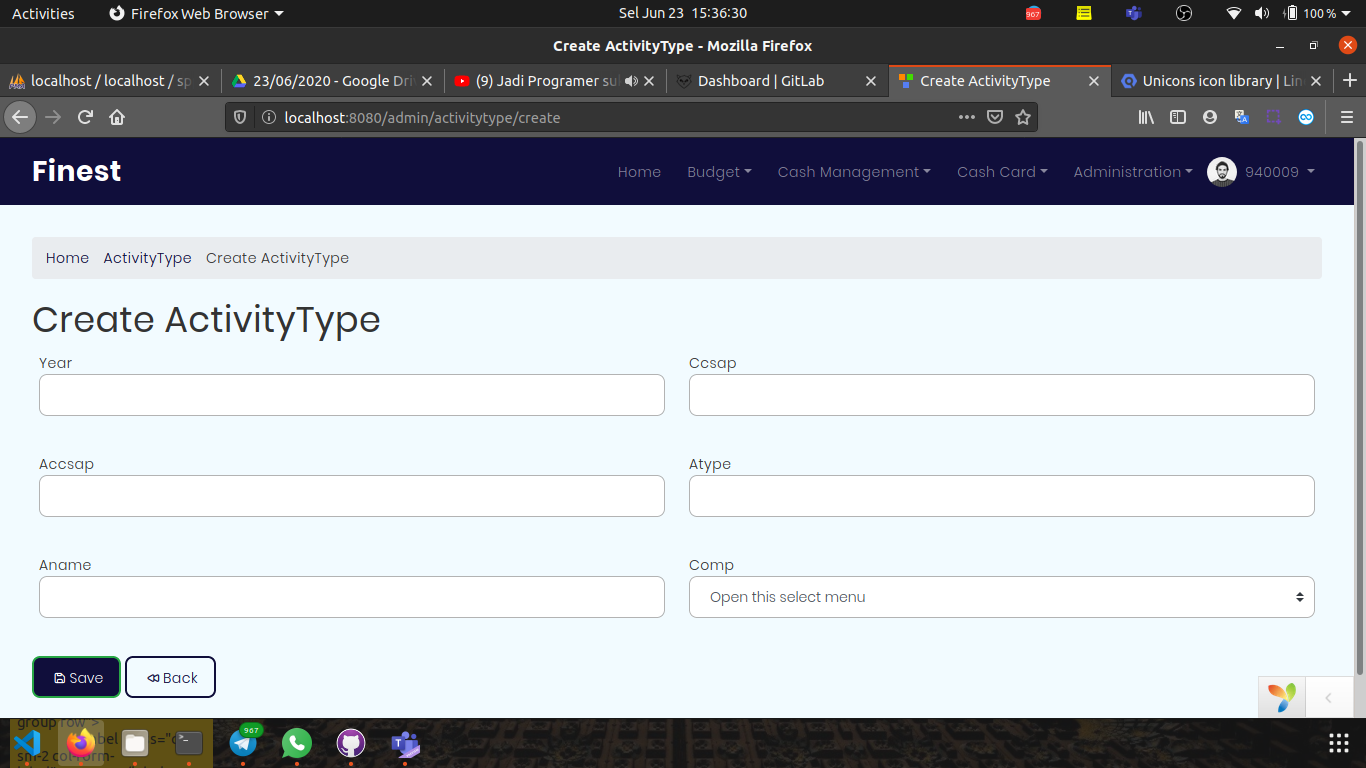 Activities Firefox Web Browser Sel Jun 23 15:36:30 967 100 %
Create ActivityType - Mozilla Firefox
localhost / localhost / sp 23/06/2020 - Google Dri (9) Jadi Programer su Dashboard | GitLab Create ActivityType Unicons icon library | Lin
localhost:8080/admin/activitytype/create
Finest Home Budget Cash Management Cash Card Administration 940009
Home ActivityType Create ActivityType
Create ActivityType
Year Ccsap
Accsap Atype
Aname Comp
Open this select menu
Save Back
group row">
967
bel s="c
sm-2 col-form-